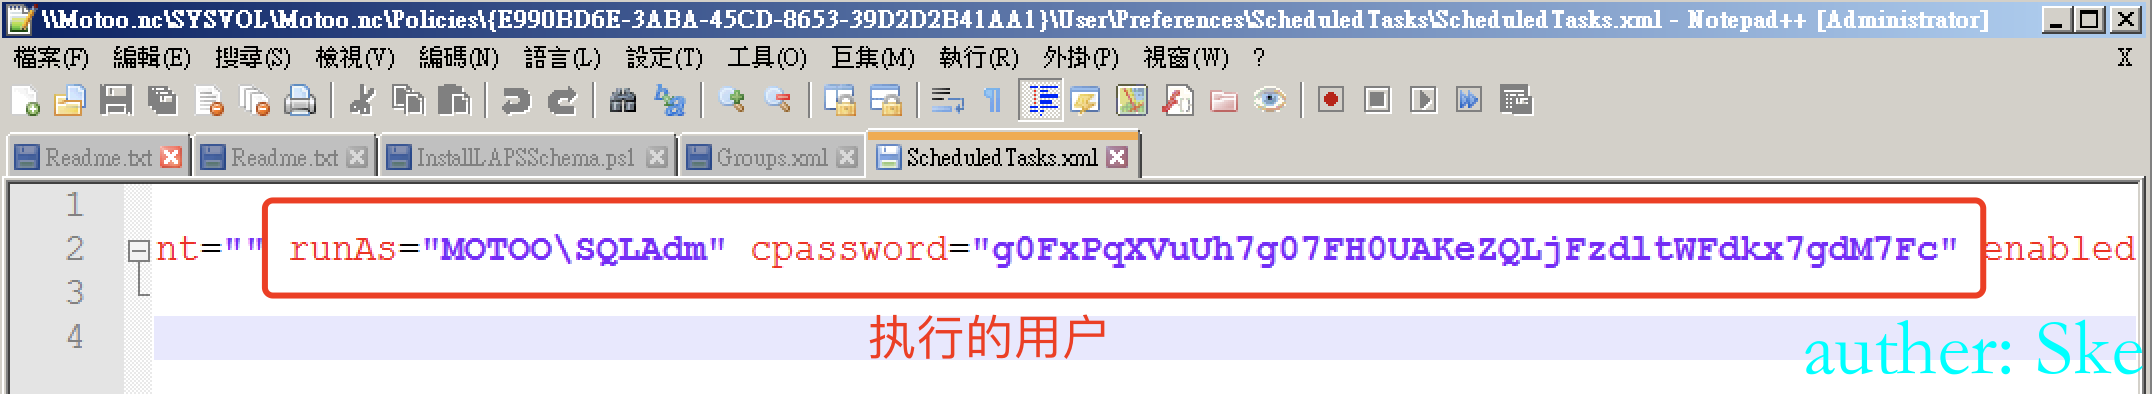 \\Motoo.nc\SYSVOL\Motoo.nc\Policies\{E990BD6E-3ABA-45CD-8653-39D2D2B41AA1}\User\Preferences\ScheduledTasks\ScheduledTasks.xml - Notepad++ [Administrator]
檔案(F) 編輯(E) 搜尋(S) 檢視(V) 編碼(N) 語言(L) 設定(T) 工具(O) 巨集(M) 執行(R) 外掛(P) 視窗(W) ? X
Readme.txt Readme.txt InstallLAPSSchema.ps1 Groups.xml ScheduledTasks.xml
1
2 nt="" runAs="MOTOO\SQLAdm" cpassword="g0FxPqXVuUh7g07FH0UAKeZQLjFzdltWFdkx7gdM7Fc" enabled
3
4
执行的用户
auther: Ske